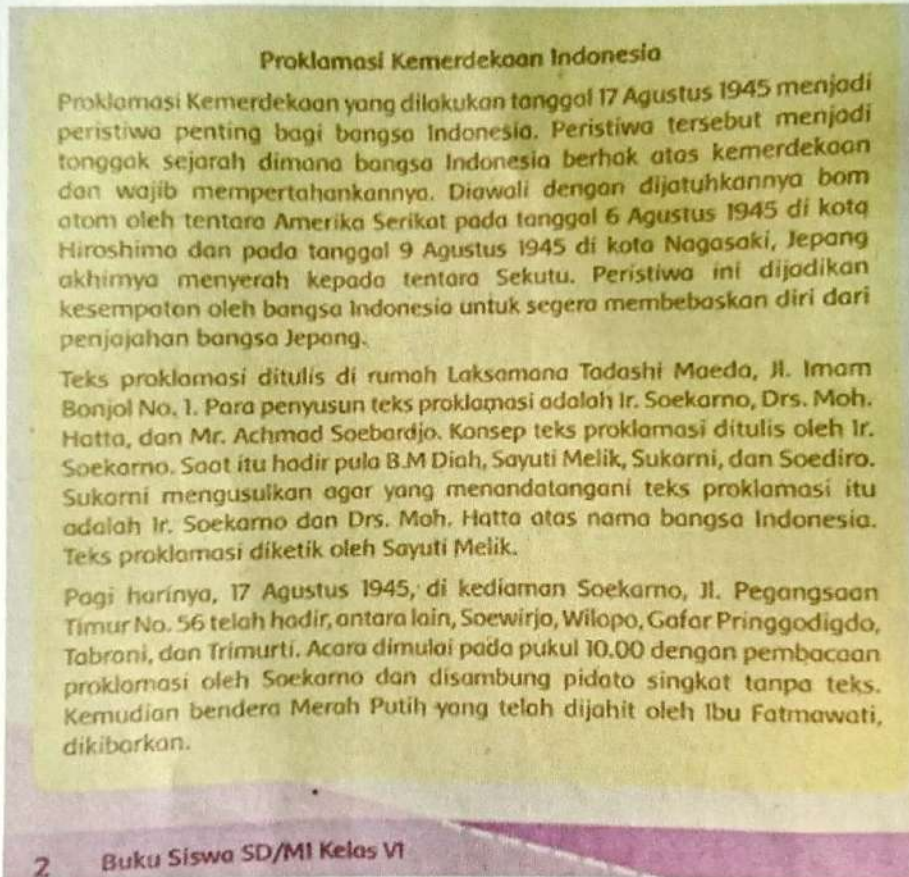 Proklamasi Kemerdekaan Indonesia
Proklamasi Kemerdekaan yang dilakukan tanggal 17 Agustus 1945 menjadi
peristiwa penting bagi bangsa Indonesia. Peristiwa tersebut menjadi
tonggak sejarah dimana bangsa Indonesia berhak atas kemerdekaan
dan wajib mempertahankannya. Diawali dengan dijatuhkannya bom
atom oleh tentara Amerika Serikat pada tanggal 6 Agustus 1945 di kota
Hiroshima dan pada tanggal 9 Agustus 1945 di kota Nagasaki, Jepang
akhirnya menyerah kepada tentara Sekutu. Peristiwa ini dijadikan
kesempatan oleh bangsa Indonesia untuk segera membebaskan diri dari
penjajahan bangsa Jepang.
Teks proklamasi ditulis di rumah Laksamana Tadashi Maeda, Jl. Imam
Bonjol No. 1. Para penyusun teks proklamasi adalah Ir. Soekarno, Drs. Moh.
Hatta, dan Mr. Achmad Soebardjo. Konsep teks proklamasi ditulis oleh Ir.
Soekarno. Saat itu hadir pula B.M Diah, Sayuti Melik, Sukarni, dan Soediro.
Sukarni mengusulkan agar yang menandatangani teks proklamasi itu
adalah Ir. Soekarno dan Drs. Moh. Hatta atas nama bangsa Indonesia.
Teks proklamasi diketik oleh Sayuti Melik.
Pagi harinya, 17 Agustus 1945, di kediaman Soekarno, Jl. Pegangsaan
Timur No. 56 telah hadir, antara lain, Soewirjo, Wilopo, Gafar Pringgodigdo,
Tabrani, dan Trimurti. Acara dimulai pada pukul 10.00 dengan pembacaan
proklamasi oleh Soekarno dan disambung pidato singkat tanpa teks.
Kemudian bendera Merah Putih yang telah dijahit oleh Ibu Fatmawati,
dikibarkan.
2 Buku Siswa SD/MI Kelas VI